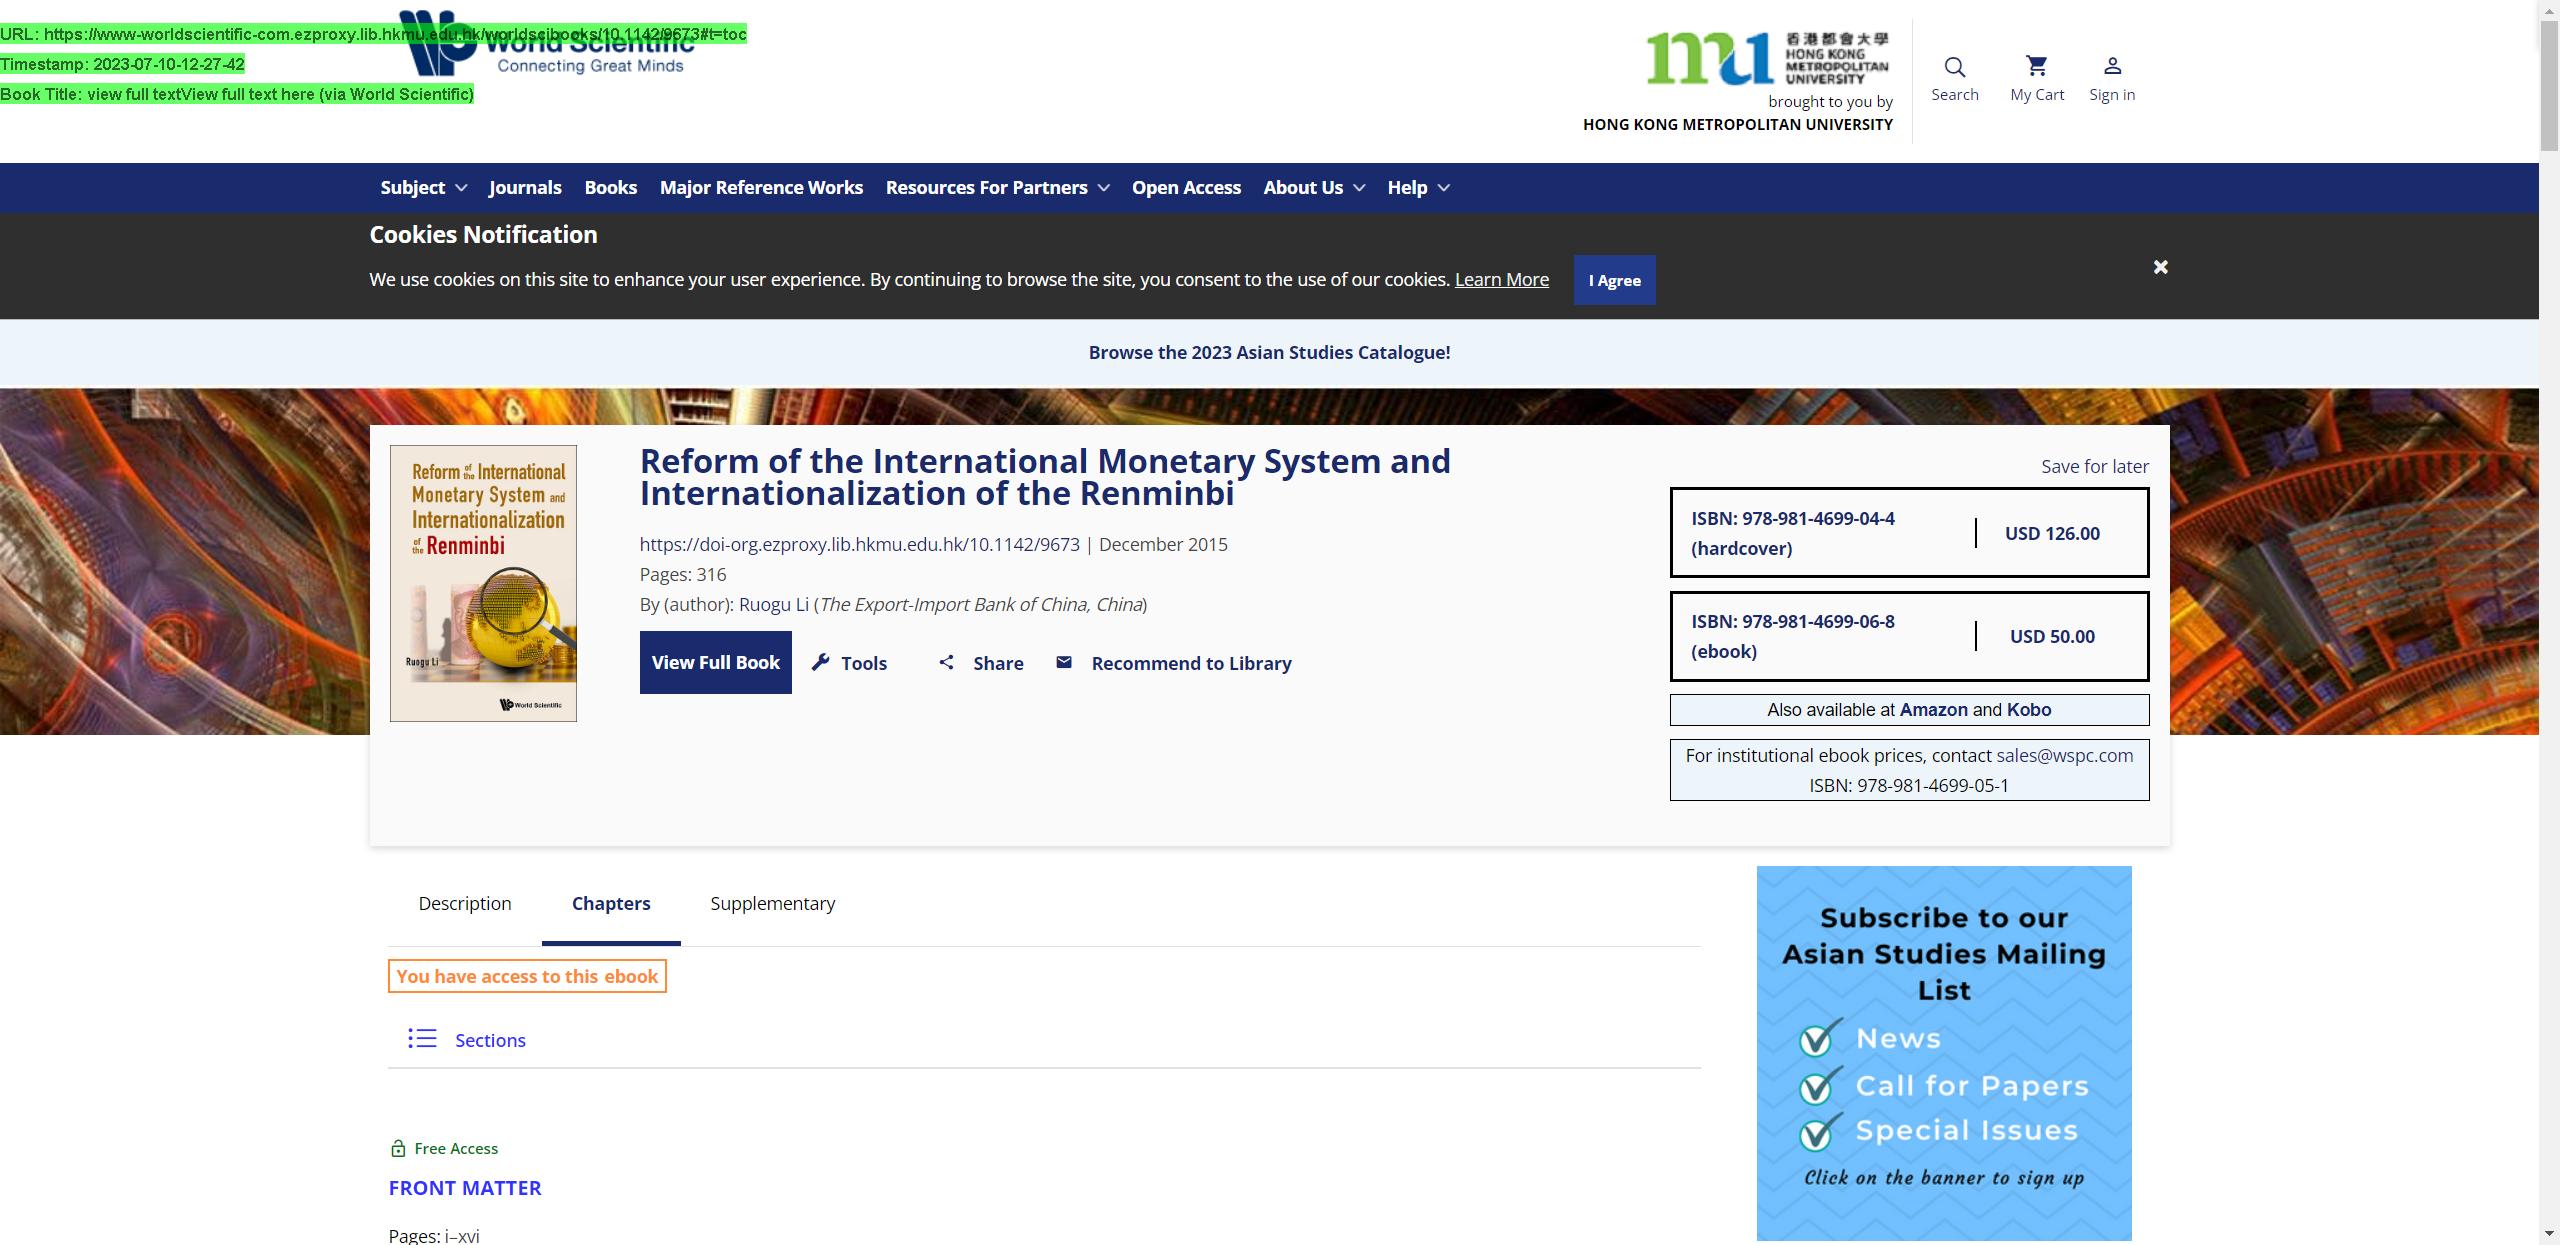 URL: https://www-worldscientific-com.ezproxy.lib.hkmu.edu.hk/worldscibooks/10.1142/9673#t=toc
Timestamp: 2023-07-10-12-27-42
Book Title: view full textView full text here (via World Scientific)
World Scientific
Connecting Great Minds
香港都會大學
HONG KONG
METROPOLITAN
UNIVERSITY
brought to you by
HONG KONG METROPOLITAN UNIVERSITY
Search
My Cart
Sign in
Subject Journals Books Major Reference Works Resources For Partners Open Access About Us Help
Cookies Notification
We use cookies on this site to enhance your user experience. By continuing to browse the site, you consent to the use of our cookies. Learn More
I Agree
Browse the 2023 Asian Studies Catalogue!
Reform of the International
Monetary System and
Internationalization
of the Renminbi
Ruogu Li
World Scientific
Reform of the International Monetary System and
Internationalization of the Renminbi
https://doi-org.ezproxy.lib.hkmu.edu.hk/10.1142/9673 | December 2015
Pages: 316
By (author): Ruogu Li (The Export-Import Bank of China, China)
View Full Book Tools Share Recommend to Library
Save for later
ISBN: 978-981-4699-04-4
(hardcover)
USD 126.00
ISBN: 978-981-4699-06-8
(ebook)
USD 50.00
Also available at Amazon and Kobo
For institutional ebook prices, contact sales@wspc.com
ISBN: 978-981-4699-05-1
Description Chapters Supplementary
You have access to this ebook
Sections
Free Access
FRONT MATTER
Pages: i–xvi
Subscribe to our
Asian Studies Mailing
List
News
Call for Papers
Special Issues
Click on the banner to sign up